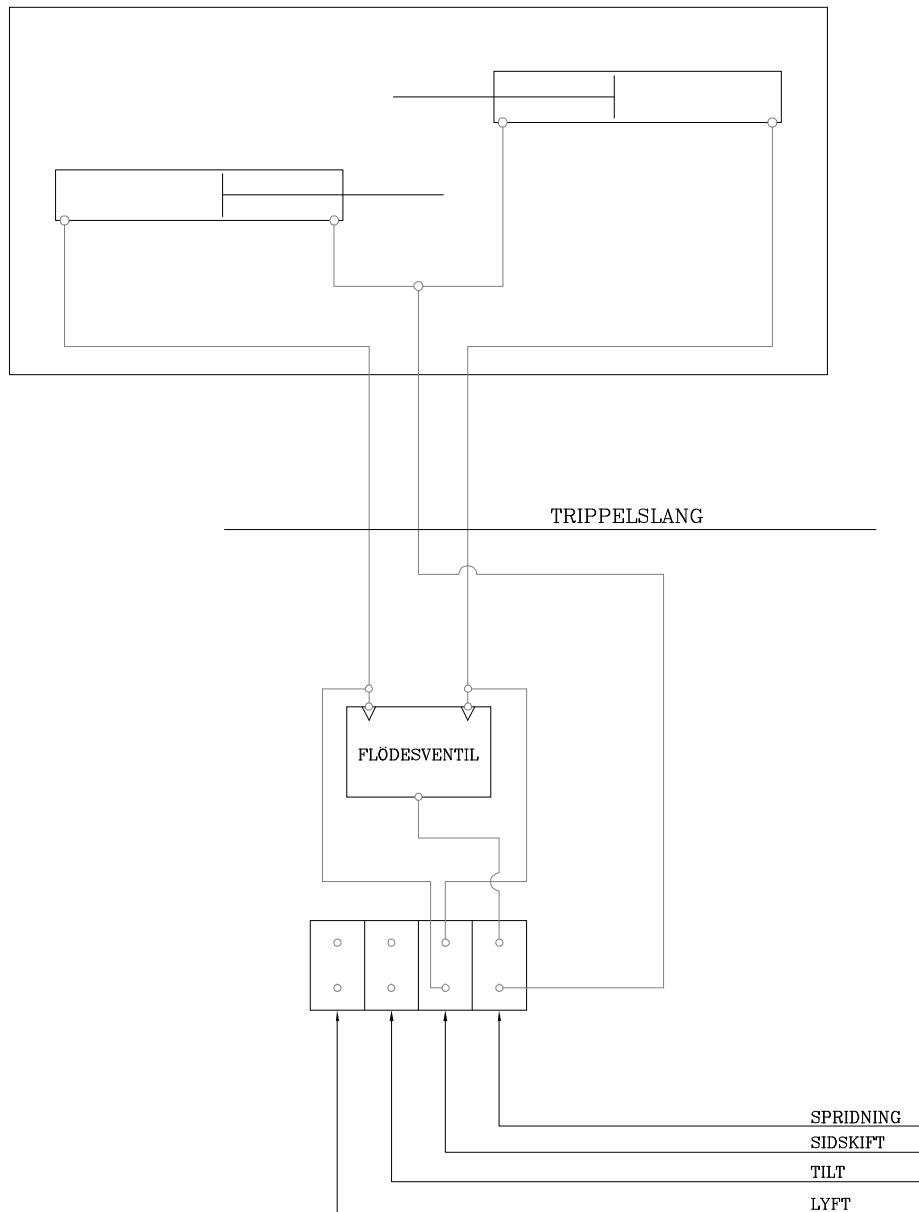 TRIPPELSLANG
FLÖDESVENTIL
SPRIDNING
SIDSKIFT
TILT
LYFT